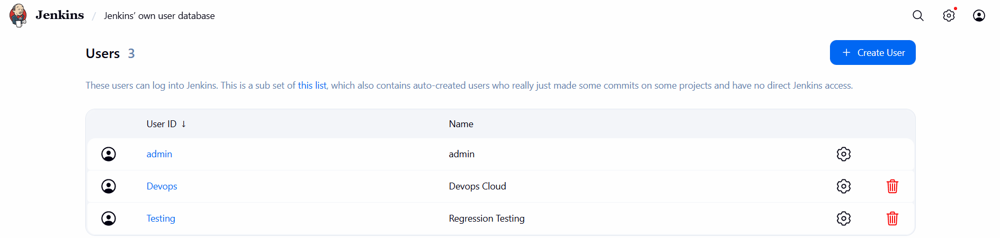 Jenkins / Jenkins’ own user database
Users 3
+ Create User
These users can log into Jenkins. This is a sub set of this list, which also contains auto-created users who really just made some commits on some projects and have no direct Jenkins access.
User ID ↓ Name
admin admin
Devops Devops Cloud
Testing Regression Testing